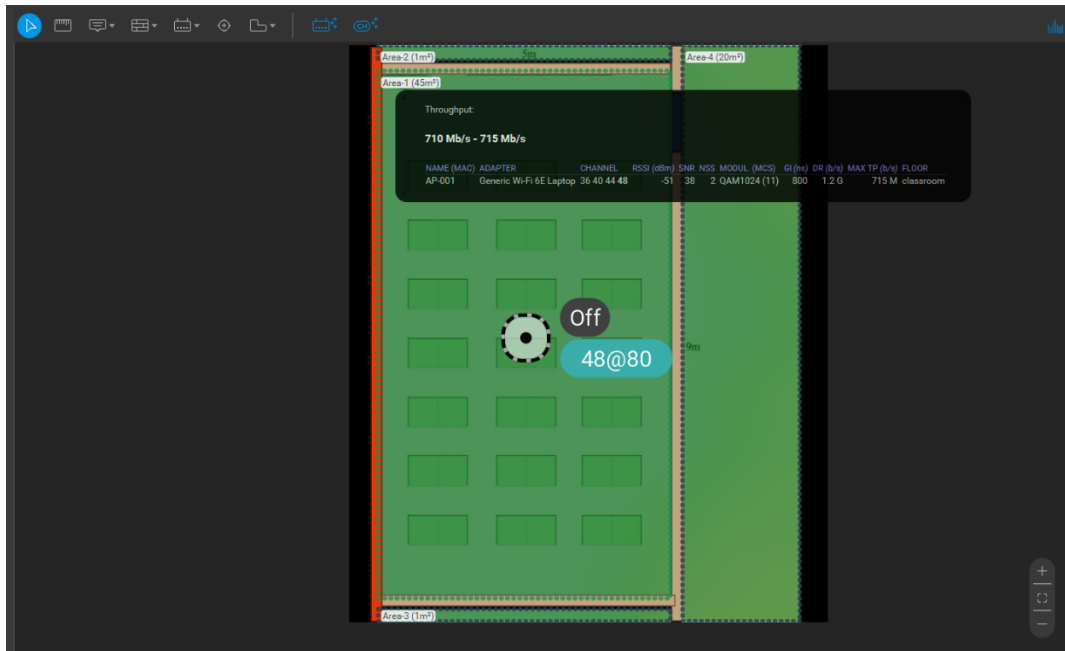 CH
Area-2 (1m²)
5m
Area-4 (20m²)
Area-1 (45m²)
Throughput:
710 Mb/s - 715 Mb/s
NAME (MAC) ADAPTER CHANNEL RSSI (dBm) SNR NSS MODUL. (MCS) GI (ns) DR (b/s) MAX TP (b/s) FLOOR
AP-001 Generic Wi-Fi 6E Laptop 36 40 44 48 -51 38 2 QAM1024 (11) 800 1.2 G 715 M classroom
Off
48@80
9m
Area-3 (1m²)